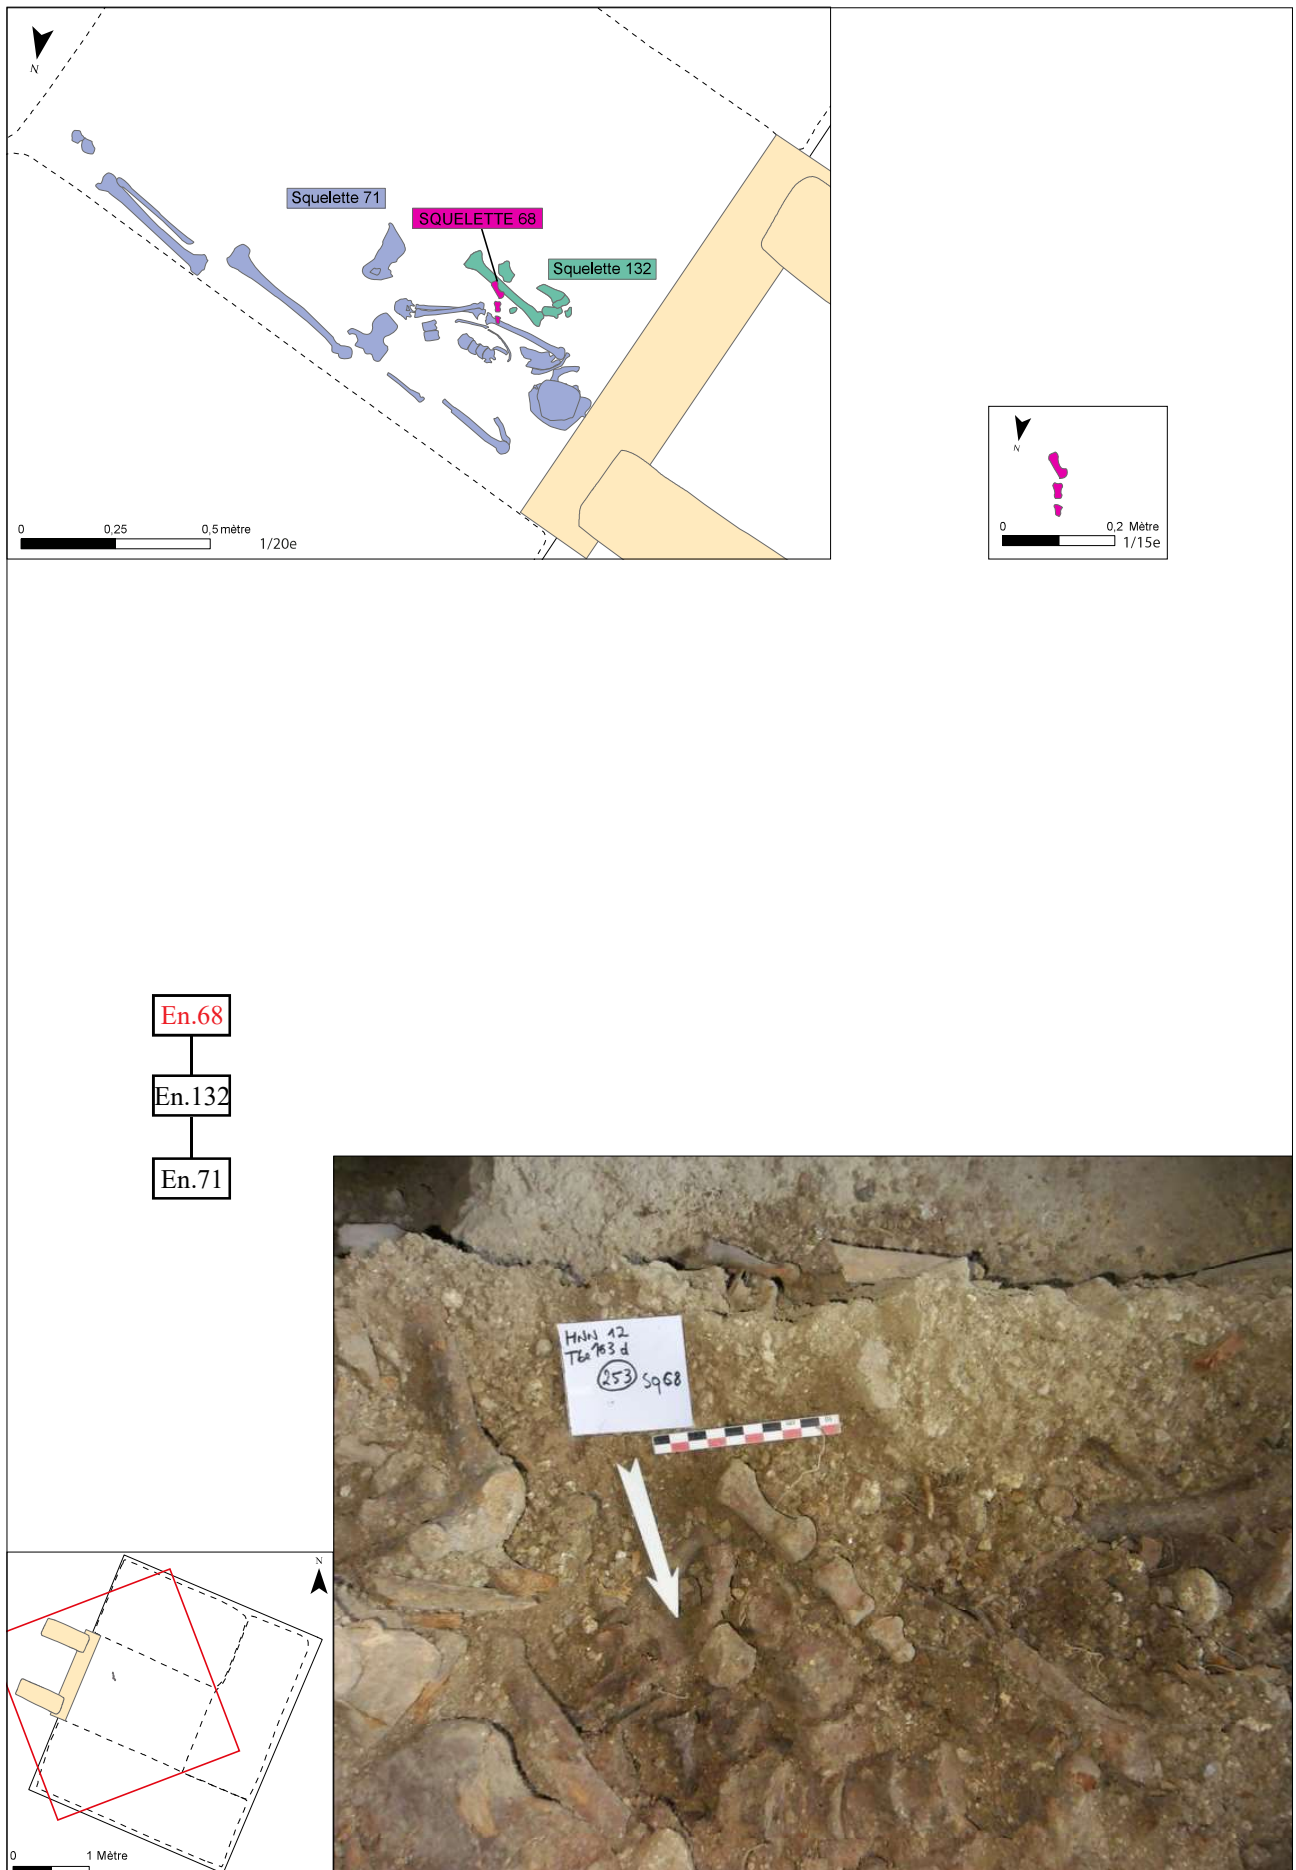 N
Squelette 71
SQUELETTE 68
Squelette 132
0 0,25 0,5 mètre
1/20e
N
0 0,2 Mètre
1/15e
En.68
En.132
En.71
HNN 12
763 d
253 Sq68
N
0 1 Mètre